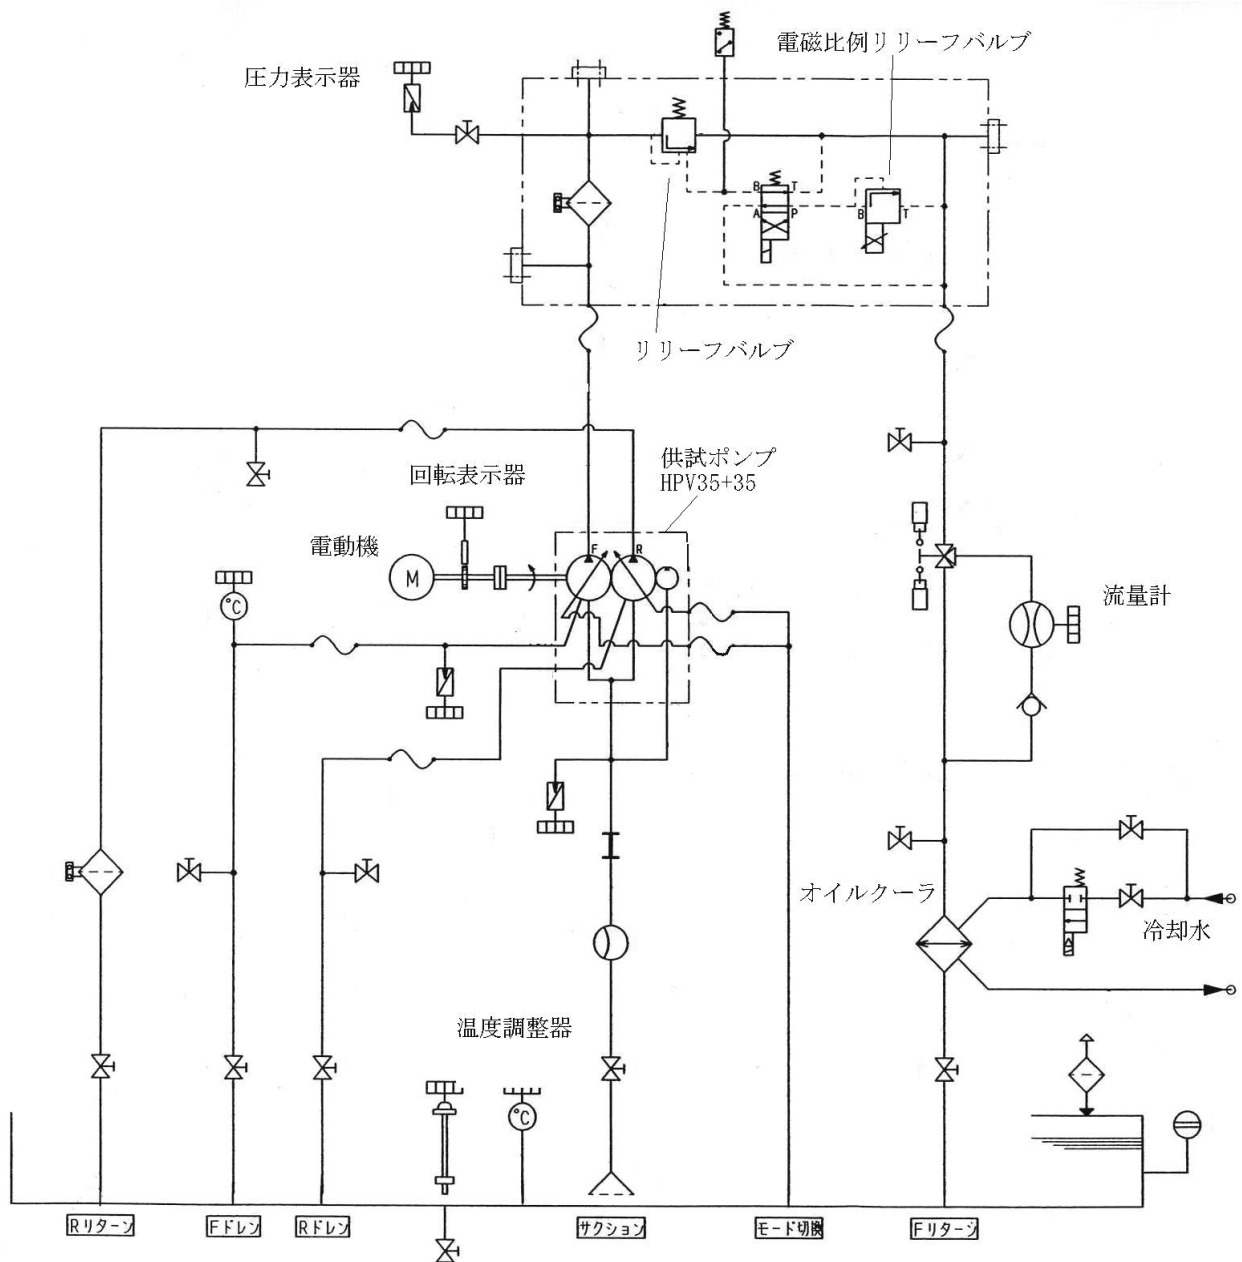 電磁比例リリーフバルブ
圧力表示器
B
T
A
P
B
T
リリーフバルブ
供試ポンプ
HPV35+35
回転表示器
電動機
F
R
M
°C
流量計
オイルクーラ
冷却水
温度調整器
°C
Rリターン
Fドレン
Rドレン
サクション
モード切換
Fリターン